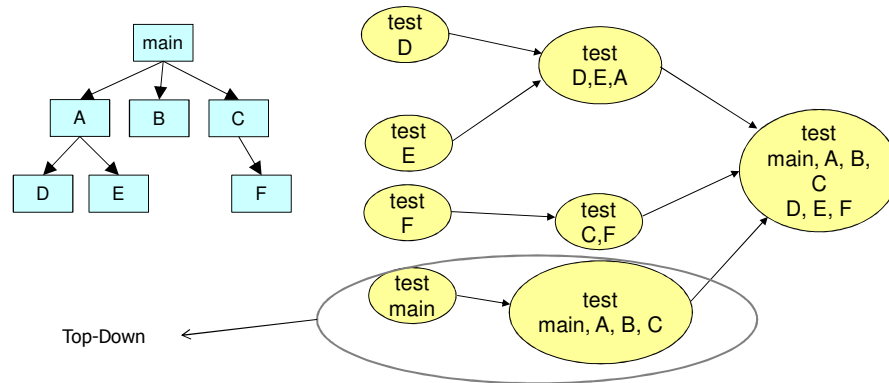 main
A
B
C
D
E
F
test
D
test
E
test
F
test
main
test
D,E,A
test
C,F
test
main, A, B, C
test
main, A, B,
C
D, E, F
Top-Down